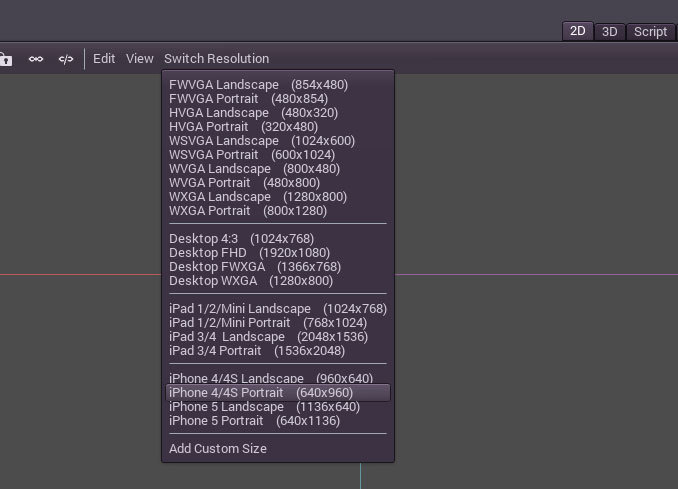 2D 3D Script
Edit View Switch Resolution
FWVGA Landscape (854x480)
FWVGA Portrait (480x854)
HVGA Landscape (480x320)
HVGA Portrait (320x480)
WSVGA Landscape (1024x600)
WSVGA Portrait (600x1024)
WVGA Landscape (800x480)
WVGA Portrait (480x800)
WXGA Landscape (1280x800)
WXGA Portrait (800x1280)
Desktop 4:3 (1024x768)
Desktop FHD (1920x1080)
Desktop FWXGA (1366x768)
Desktop WXGA (1280x800)
iPad 1/2/Mini Landscape (1024x768)
iPad 1/2/Mini Portrait (768x1024)
iPad 3/4 Landscape (2048x1536)
iPad 3/4 Portrait (1536x2048)
iPhone 4/4S Landscape (960x640)
iPhone 4/4S Portrait (640x960)
iPhone 5 Landscape (1136x640)
iPhone 5 Portrait (640x1136)
Add Custom Size